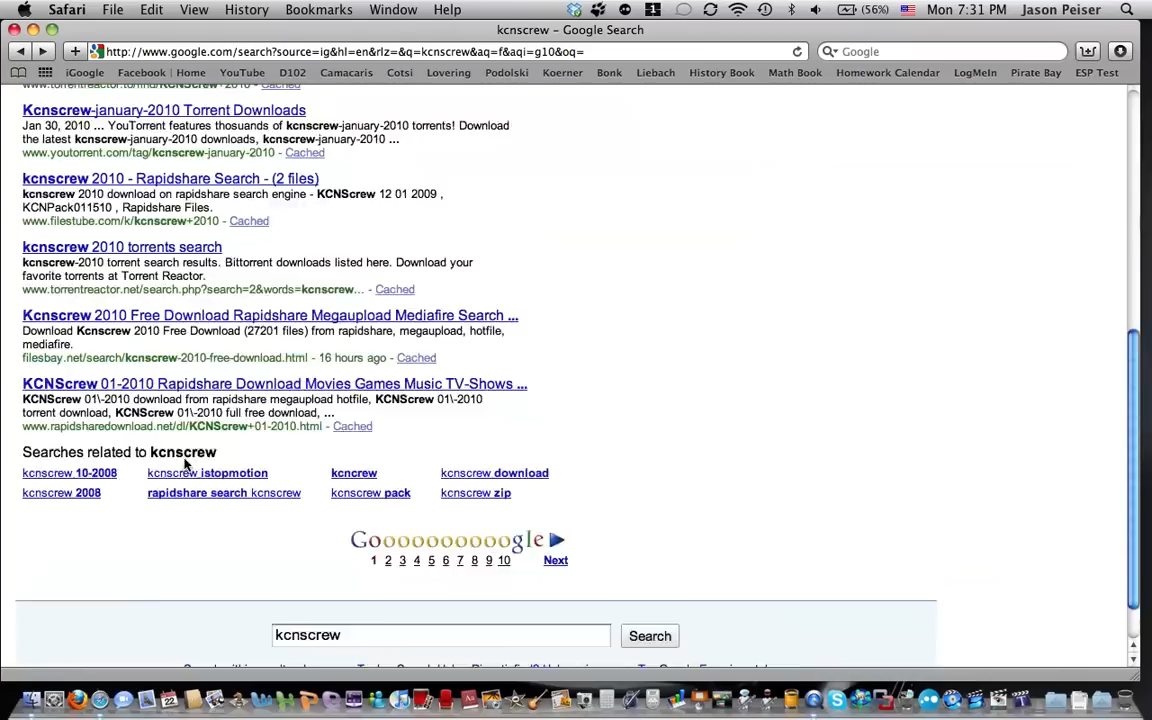 Safari File Edit View History Bookmarks Window Help (56%) Mon 7:31 PM Jason Peiser
kcnscrew – Google Search
http://www.google.com/search?source=ig&hl=en&rlz=&q=kcnscrew&aq=f&aqi=g10&oq= Google
iGoogle Facebook | Home YouTube D102 Camacaris Cotsi Lovering Podolski Koerner Bonk Liebach History Book Math Book Homework Calendar LogMeIn Pirate Bay ESP Test
Kcnscrew-january-2010 Torrent Downloads
Jan 30, 2010 ... YouTorrent features thousands of kcnscrew-january-2010 torrents! Download
the latest kcnscrew-january-2010 downloads, kcnscrew-january-2010 ...
www.youtorrent.com/tag/kcnscrew-january-2010 - Cached
kcnscrew 2010 - Rapidshare Search - (2 files)
kcnscrew 2010 download on rapidshare search engine - KCNScrew 12 01 2009 ,
KCNPack011510 , Rapidshare Files.
www.filestube.com/k/kcnscrew+2010 - Cached
kcnscrew 2010 torrents search
kcnscrew-2010 torrent search results. Bittorrent downloads listed here. Download your
favorite torrents at Torrent Reactor.
www.torrentreactor.net/search.php?search=2&words=kcnscrew... - Cached
Kcnscrew 2010 Free Download Rapidshare Megaupload Mediafire Search ...
Download Kcnscrew 2010 Free Download (27201 files) from rapidshare, megaupload, hotfile,
mediafire.
filesbay.net/search/kcnscrew-2010-free-download.html - 16 hours ago - Cached
KCNScrew 01-2010 Rapidshare Download Movies Games Music TV-Shows ...
KCNScrew 01\-2010 download from rapidshare megaupload hotfile, KCNScrew 01\-2010
torrent download, KCNScrew 01\-2010 full free download, ...
www.rapidsharedownload.net/dl/KCNScrew+01-2010.html - Cached
Searches related to kcnscrew
kcnscrew 10-2008 kcnscrew istopmotion kcncrew kcnscrew download
kcnscrew 2008 rapidshare search kcnscrew kcnscrew pack kcnscrew zip
Goooooooooogle
1 2 3 4 5 6 7 8 9 10 Next
kcnscrew Search